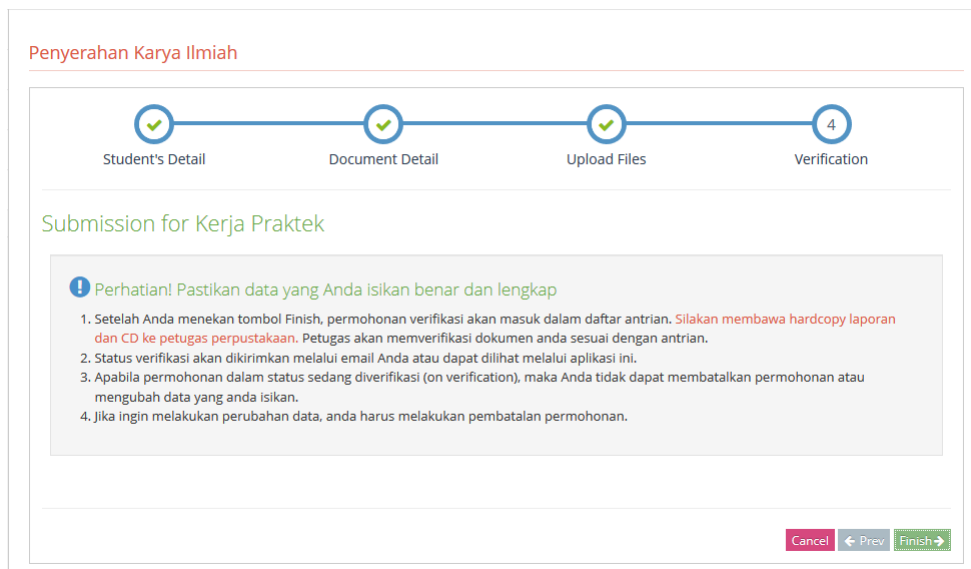 Penyerahan Karya Ilmiah
4
Student's Detail
Document Detail
Upload Files
Verification
Submission for Kerja Praktek
Perhatian! Pastikan data yang Anda isikan benar dan lengkap
1. Setelah Anda menekan tombol Finish, permohonan verifikasi akan masuk dalam daftar antrian. Silakan membawa hardcopy laporan
dan CD ke petugas perpustakaan. Petugas akan memverifikasi dokumen anda sesuai dengan antrian.
2. Status verifikasi akan dikirimkan melalui email Anda atau dapat dilihat melalui aplikasi ini.
3. Apabila permohonan dalam status sedang diverifikasi (on verification), maka Anda tidak dapat membatalkan permohonan atau
mengubah data yang anda isikan.
4. Jika ingin melakukan perubahan data, anda harus melakukan pembatalan permohonan.
Cancel
Prev
Finish